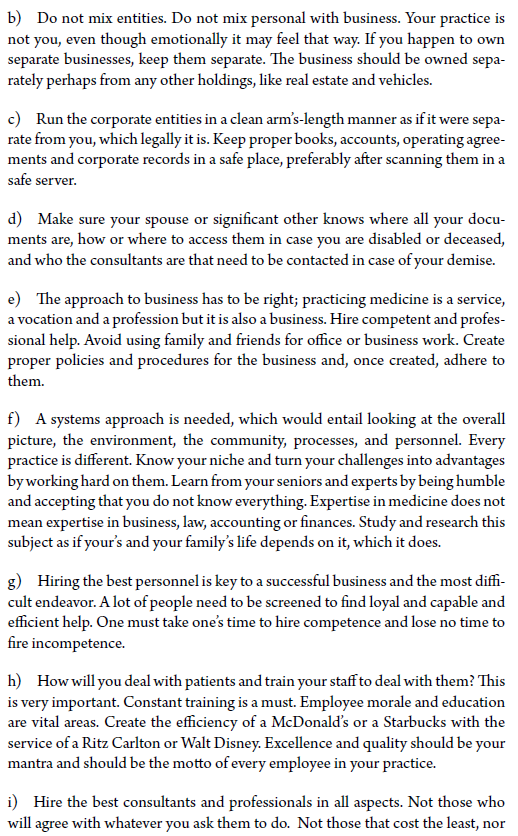 b) Do not mix entities. Do not mix personal with business. Your practice is
not you, even though emotionally it may feel that way. If you happen to own
separate businesses, keep them separate. The business should be owned sepa-
rately perhaps from any other holdings, like real estate and vehicles.
c) Run the corporate entities in a clean arm's-length manner as if it were sepa-
rate from you, which legally it is. Keep proper books, accounts, operating agree-
ments and corporate records in a safe place, preferably after scanning them in a
safe server.
d) Make sure your spouse or significant other knows where all your docu-
ments are, how or where to access them in case you are disabled or deceased,
and who the consultants are that need to be contacted in case of your demise.
e) The approach to business has to be right; practicing medicine is a service,
a vocation and a profession but it is also a business. Hire competent and profes-
sional help. Avoid using family and friends for office or business work. Create
proper policies and procedures for the business and, once created, adhere to
them.
f) A systems approach is needed, which would entail looking at the overall
picture, the environment, the community, processes, and personnel. Every
practice is different. Know your niche and turn your challenges into advantages
by working hard on them. Learn from your seniors and experts by being humble
and accepting that you do not know everything. Expertise in medicine does not
mean expertise in business, law, accounting or finances. Study and research this
subject as if your's and your family's life depends on it, which it does.
g) Hiring the best personnel is key to a successful business and the most diffi-
cult endeavor. A lot of people need to be screened to find loyal and capable and
efficient help. One must take one's time to hire competence and lose no time to
fire incompetence.
h) How will you deal with patients and train your staff to deal with them? This
is very important. Constant training is a must. Employee morale and education
are vital areas. Create the efficiency of a McDonald's or a Starbucks with the
service of a Ritz Carlton or Walt Disney. Excellence and quality should be your
mantra and should be the motto of every employee in your practice.
i) Hire the best consultants and professionals in all aspects. Not those who
will agree with whatever you ask them to do. Not those that cost the least, nor